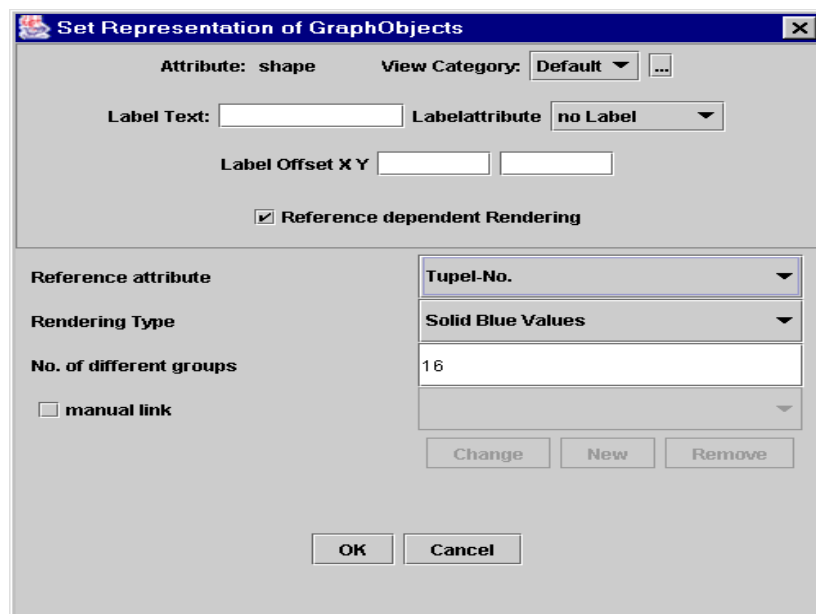 Set Representation of GraphObjects
Attribute: shape View Category: Default ...
Label Text: Labelattribute no Label
Label Offset X Y
Reference dependent Rendering
Reference attribute Tupel-No.
Rendering Type Solid Blue Values
No. of different groups 16
manual link
Change New Remove
OK Cancel